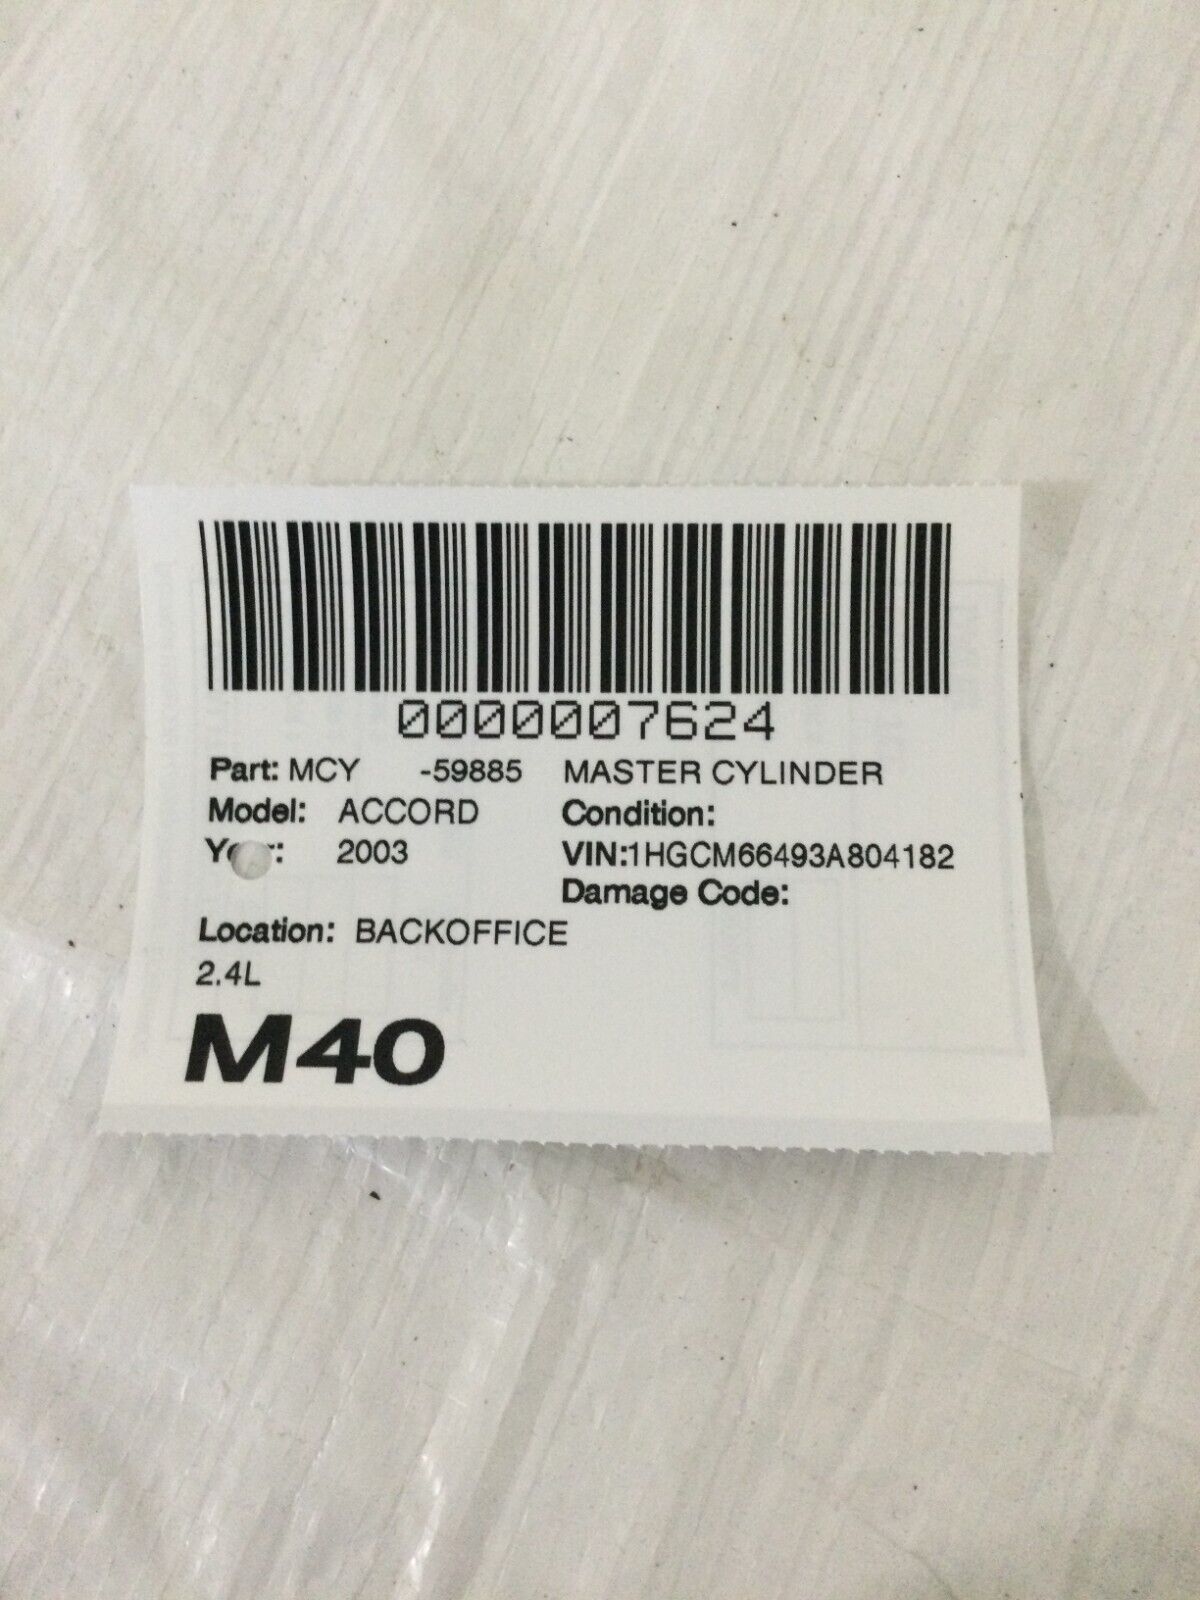 0000007624
Part: MCY -59885 MASTER CYLINDER
Model: ACCORD Condition:
2003 VIN:1HGCM66493A804182
Damage Code:
Location: BACKOFFICE
2.4L
M40